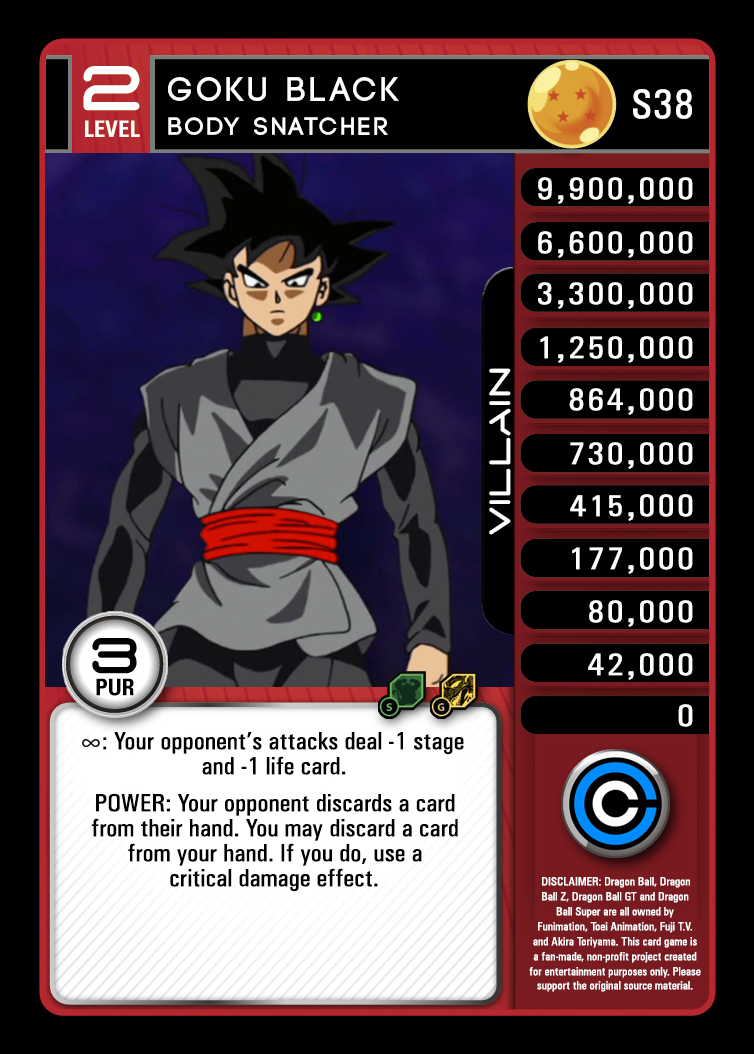 2
LEVEL
GOKU BLACK
BODY SNATCHER
S38
9,900,000
6,600,000
3,300,000
1,250,000
864,000
730,000
415,000
177,000
80,000
42,000
0
VILLAIN
3
PUR
S
G
∞: Your opponent's attacks deal -1 stage
and -1 life card.
POWER: Your opponent discards a card
from their hand. You may discard a card
from your hand. If you do, use a
critical damage effect.
DISCLAIMER: Dragon Ball, Dragon
Ball Z, Dragon Ball GT and Dragon
Ball Super are all owned by
Funimation, Toei Animation, Fuji T.V.
and Akira Toriyama. This card game is
a fan-made, non-profit project created
for entertainment purposes only. Please
support the original source material.